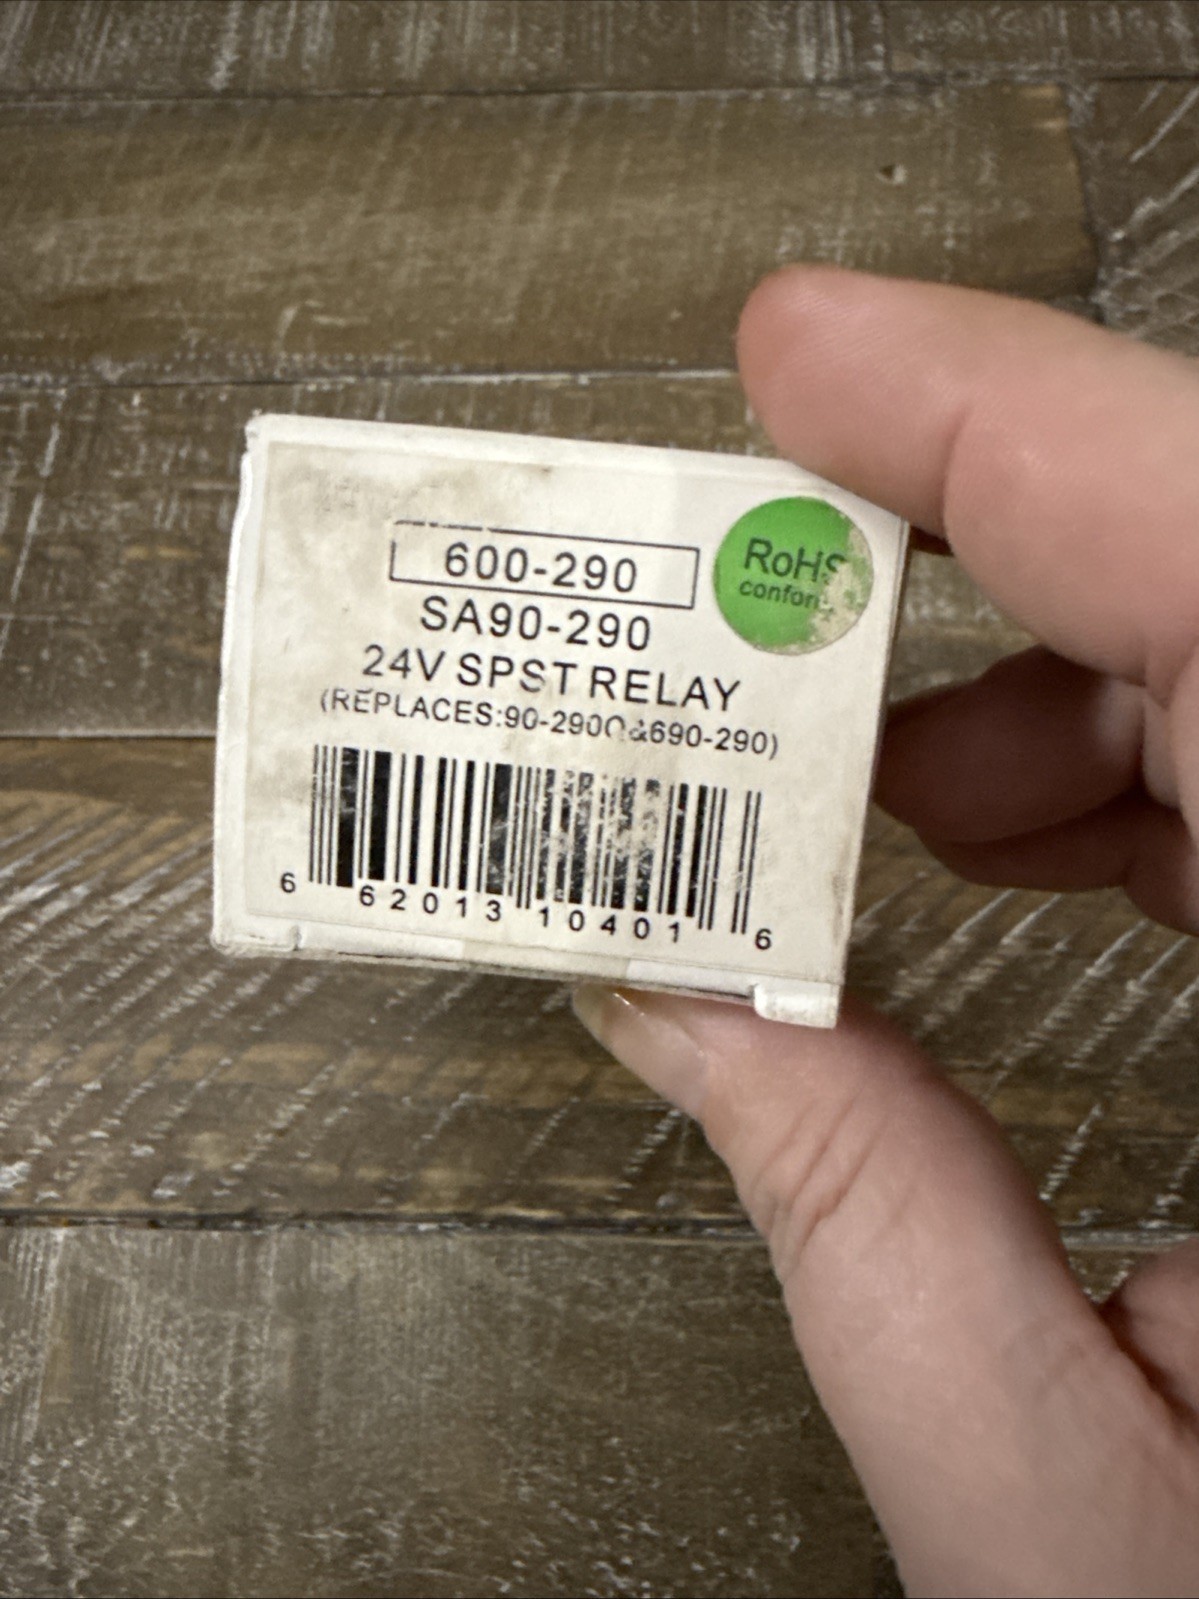 600-290
RoHS
SA90-290
24V SPST RELAY
(REPLACES:90-290Q&690-290)
6 62013 10401 6